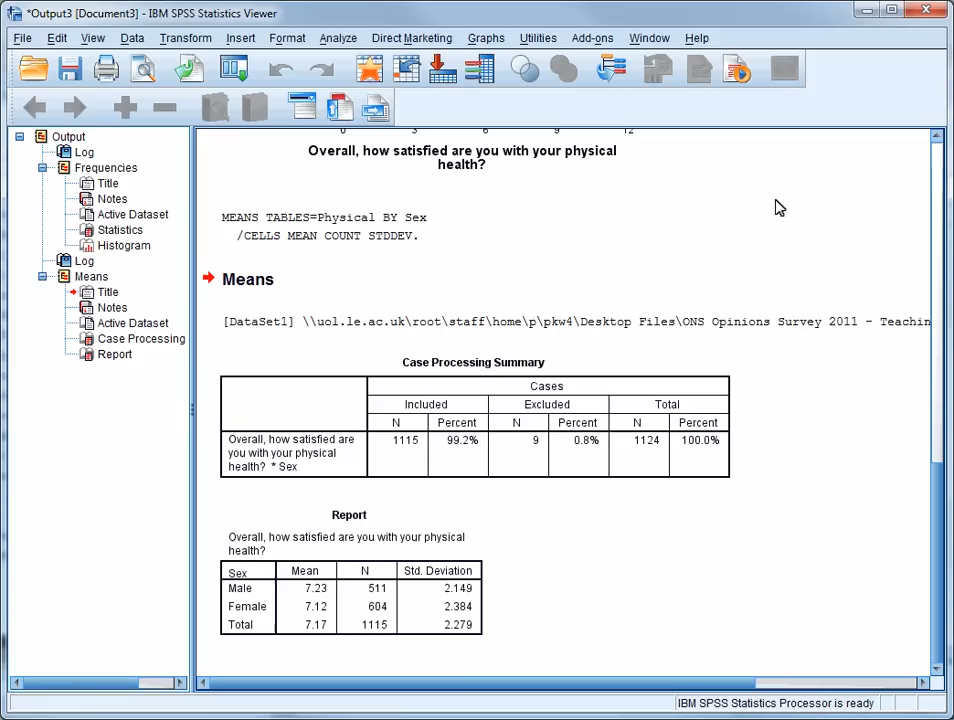 *Output3 [Document3] - IBM SPSS Statistics Viewer
File Edit View Data Transform Insert Format Analyze Direct Marketing Graphs Utilities Add-ons Window Help
Output
Log
Frequencies
Title
Notes
Active Dataset
Statistics
Histogram
Log
Means
Title
Notes
Active Dataset
Case Processing
Report
0 3 6 9 12
Overall, how satisfied are you with your physical
health?
MEANS TABLES=Physical BY Sex
/CELLS MEAN COUNT STDDEV.
Means
[DataSet1] \\uol.le.ac.uk\root\staff\home\p\pkw4\Desktop Files\ONS Opinions Survey 2011 - Teachin
Case Processing Summary
Cases
Included Excluded Total
N Percent N Percent N Percent
Overall, how satisfied are 1115 99.2% 9 0.8% 1124 100.0%
you with your physical
health? * Sex
Report
Overall, how satisfied are you with your physical
health?
Sex Mean N Std. Deviation
Male 7.23 511 2.149
Female 7.12 604 2.384
Total 7.17 1115 2.279
IBM SPSS Statistics Processor is ready